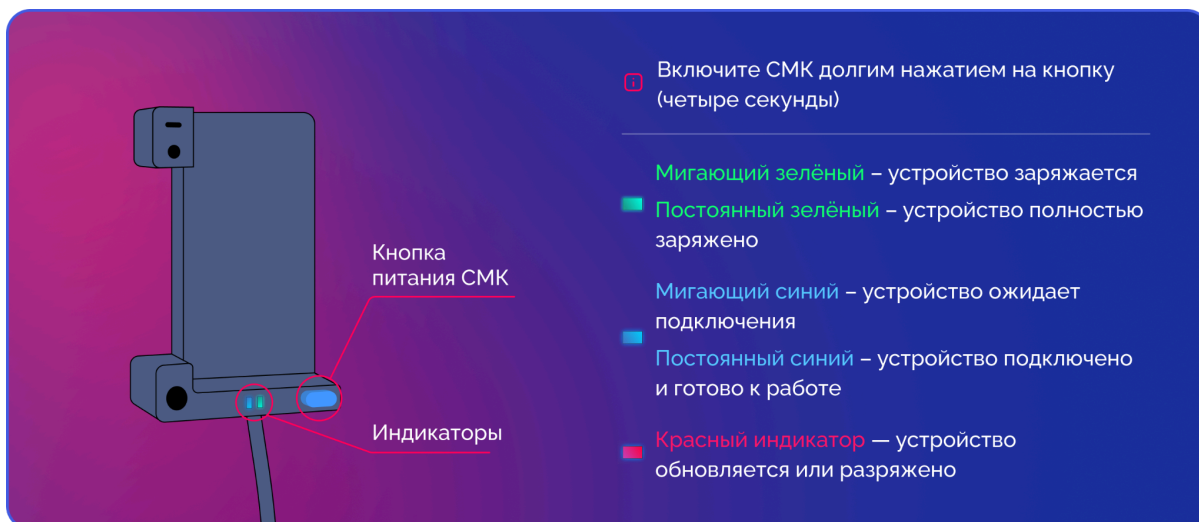 Включите СМК долгим нажатием на кнопку
(четыре секунды)
Мигающий зелёный – устройство заряжается
Постоянный зелёный – устройство полностью
заряжено
Кнопка
питания СМК
Мигающий синий – устройство ожидает
подключения
Постоянный синий – устройство подключено
и готово к работе
Индикаторы
Красный индикатор — устройство
обновляется или разряжено